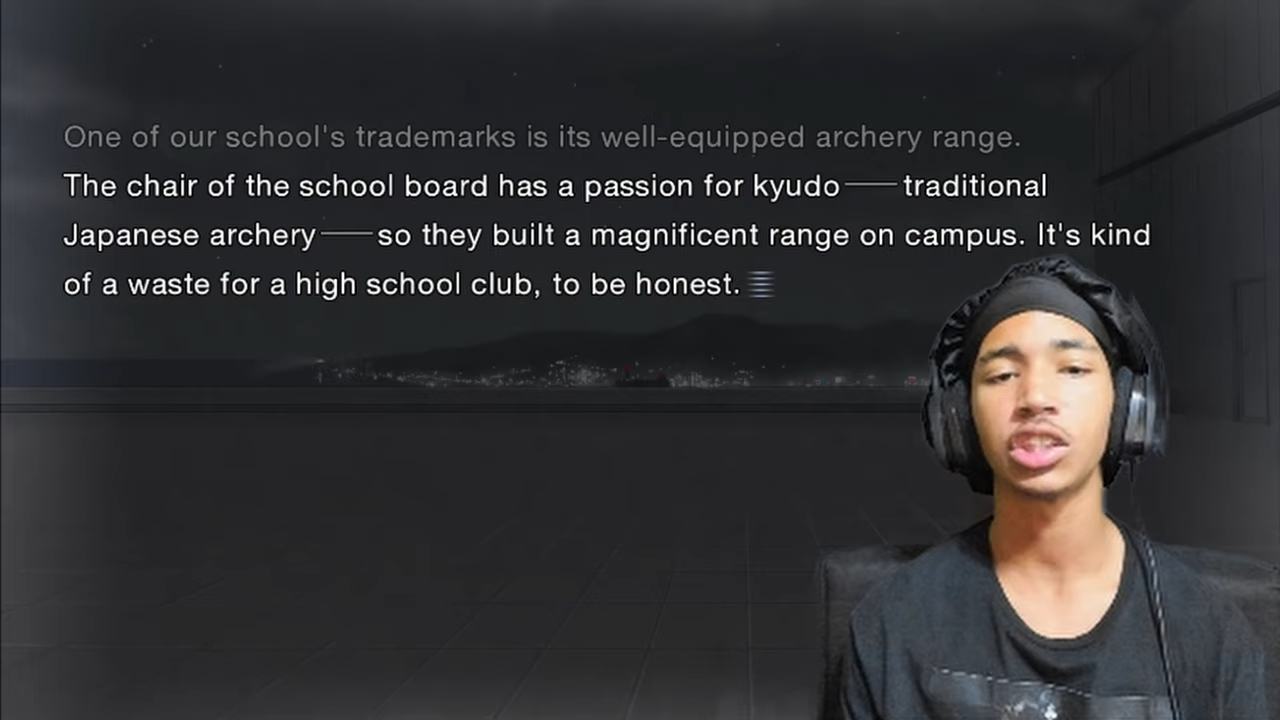 One of our school's trademarks is its well-equipped archery range.
The chair of the school board has a passion for kyudo——traditional
Japanese archery——so they built a magnificent range on campus. It's kind
of a waste for a high school club, to be honest.